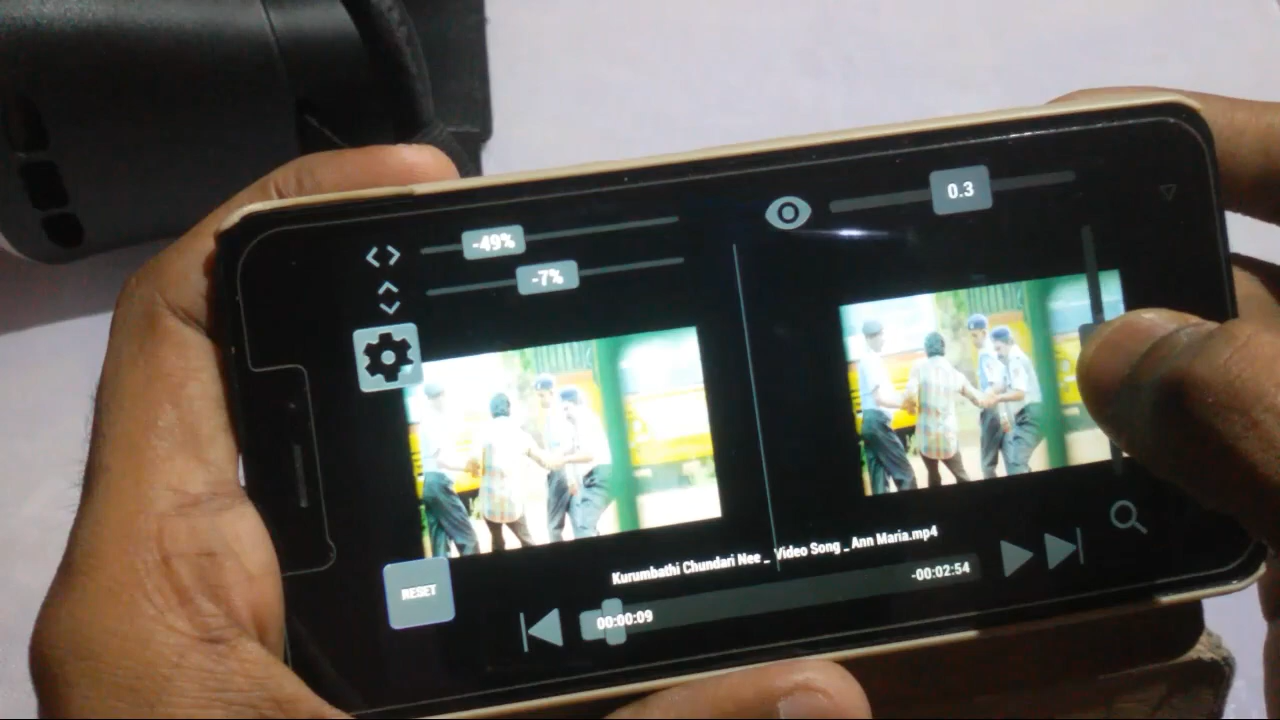 0.3
-49%
-7%
Kurumbathi Chundari Nee _ Video Song _ Ann Maria.mp4
-00:02:54
RESET
00:00:09